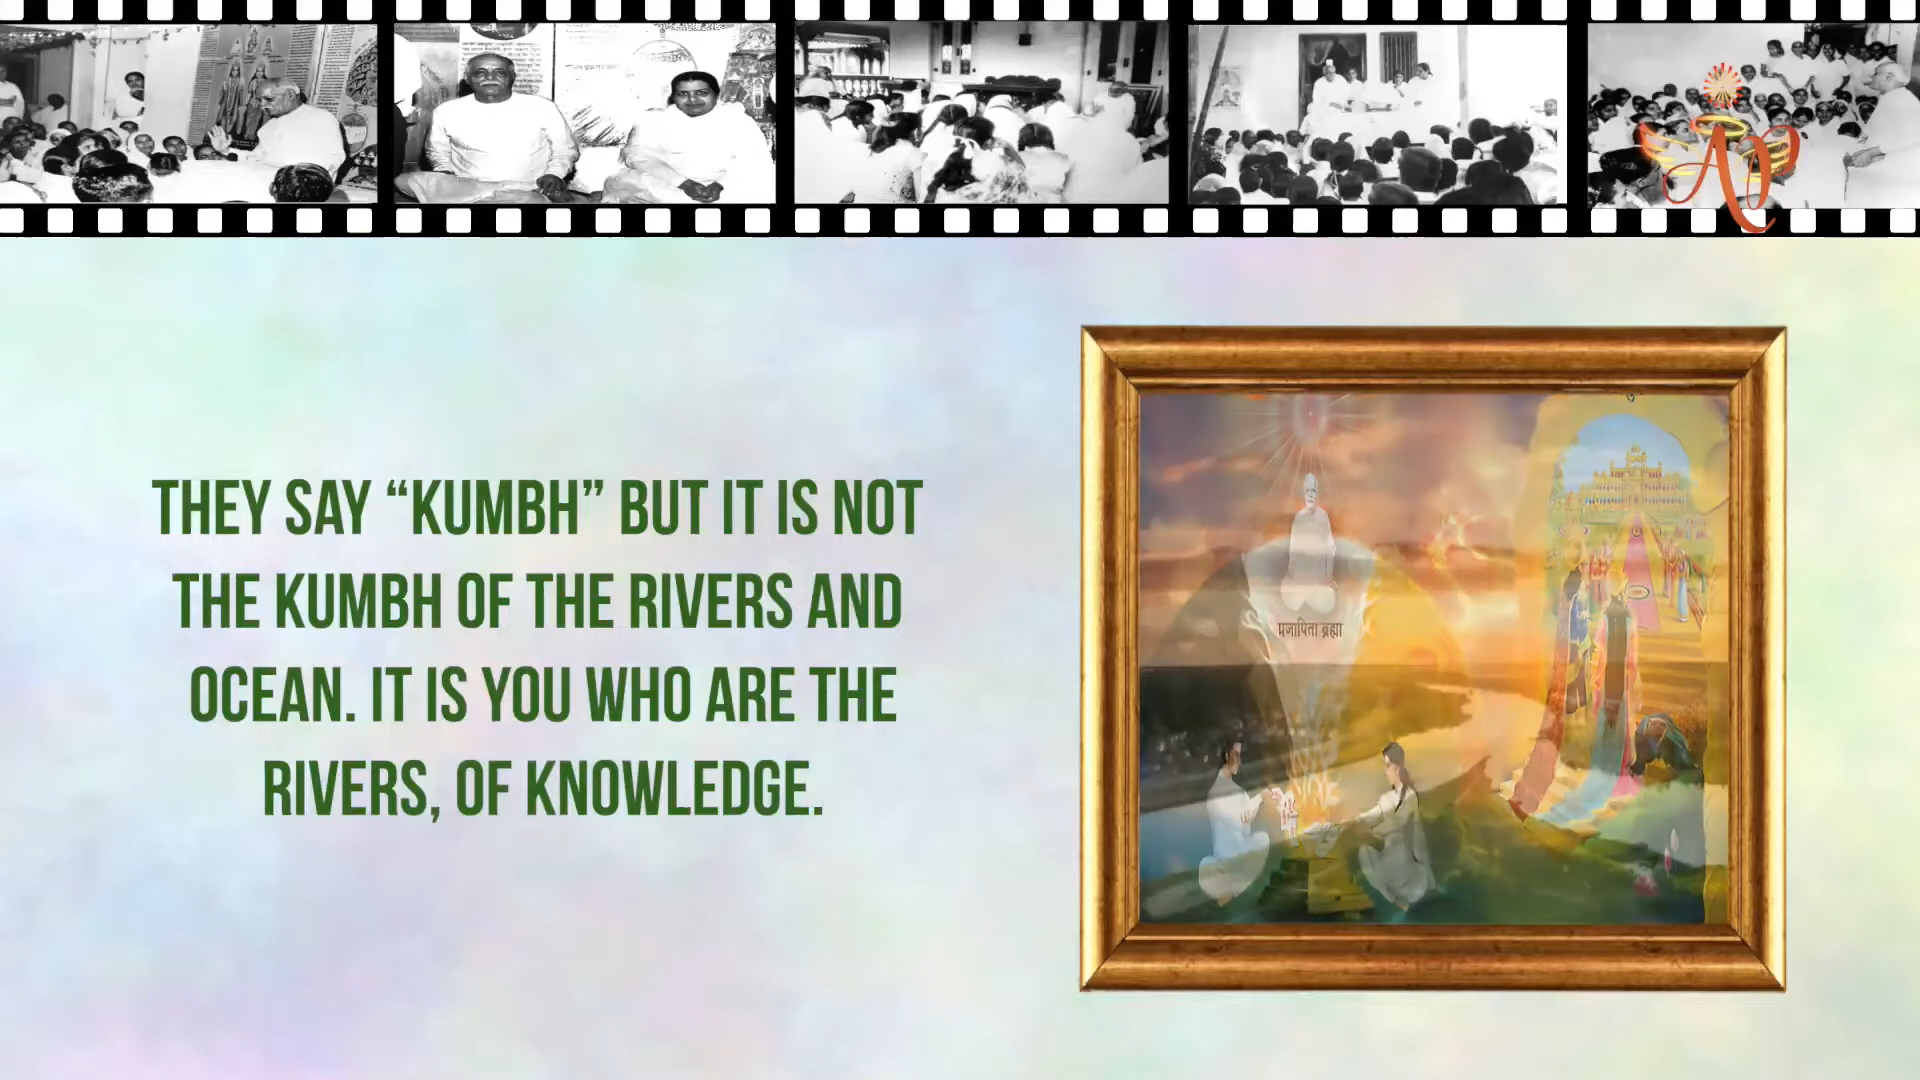 THEY SAY “KUMBH” BUT IT IS NOT
THE KUMBH OF THE RIVERS AND
OCEAN. IT IS YOU WHO ARE THE
RIVERS, OF KNOWLEDGE.
प्रजापिता ब्रह्मा